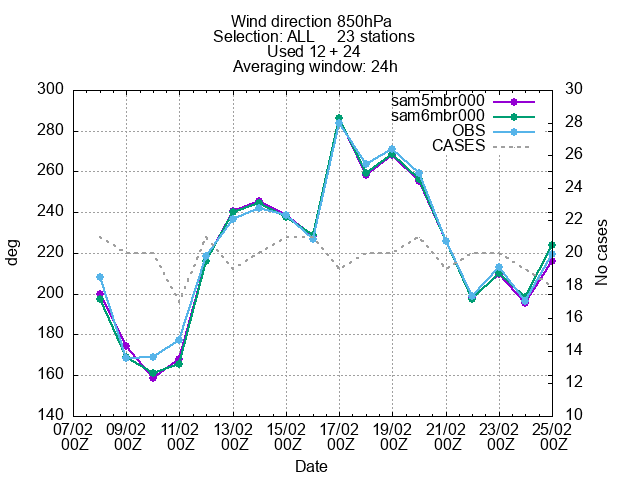 Wind direction 850hPa
Selection: ALL 23 stations
Used 12 + 24
Averaging window: 24h
300 30
sam5mbr000
sam6mbr000
OBS
CASES
280 28
26
260
24
240
22
220 20
200 18
16
180
14
160
12
140 10
deg
No cases
07/02 09/02 11/02 13/02 15/02 17/02 19/02 21/02 23/02 25/02
00Z 00Z 00Z 00Z 00Z 00Z 00Z 00Z 00Z 00Z
Date